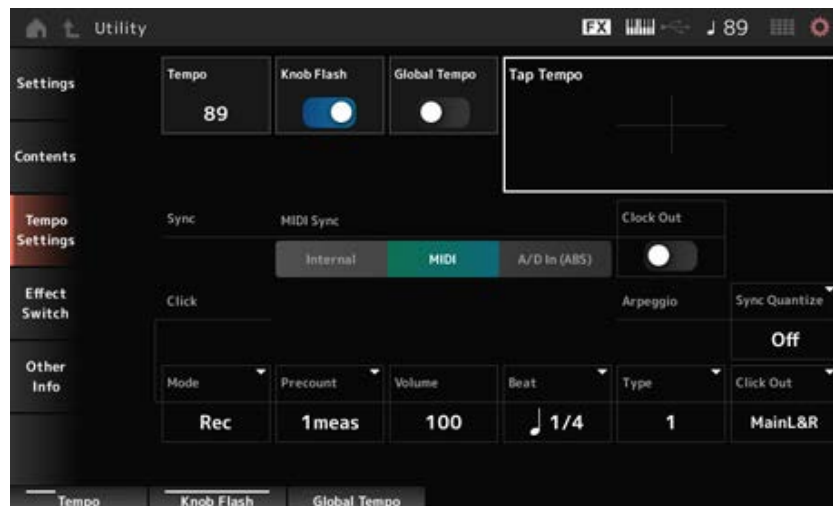 Utility
FX
♩ 89
Settings
Contents
Tempo
Settings
Effect
Switch
Other
Info
Tempo
89
Knob Flash
Global Tempo
Tap Tempo
Sync
MIDI Sync
Internal
MIDI
A/D In (ABS)
Clock Out
Click
Arpeggio
Sync Quantize
Off
Mode
Rec
Precount
1meas
Volume
100
Beat
♩ 1/4
Type
1
Click Out
MainL&R
Tempo
Knob Flash
Global Tempo